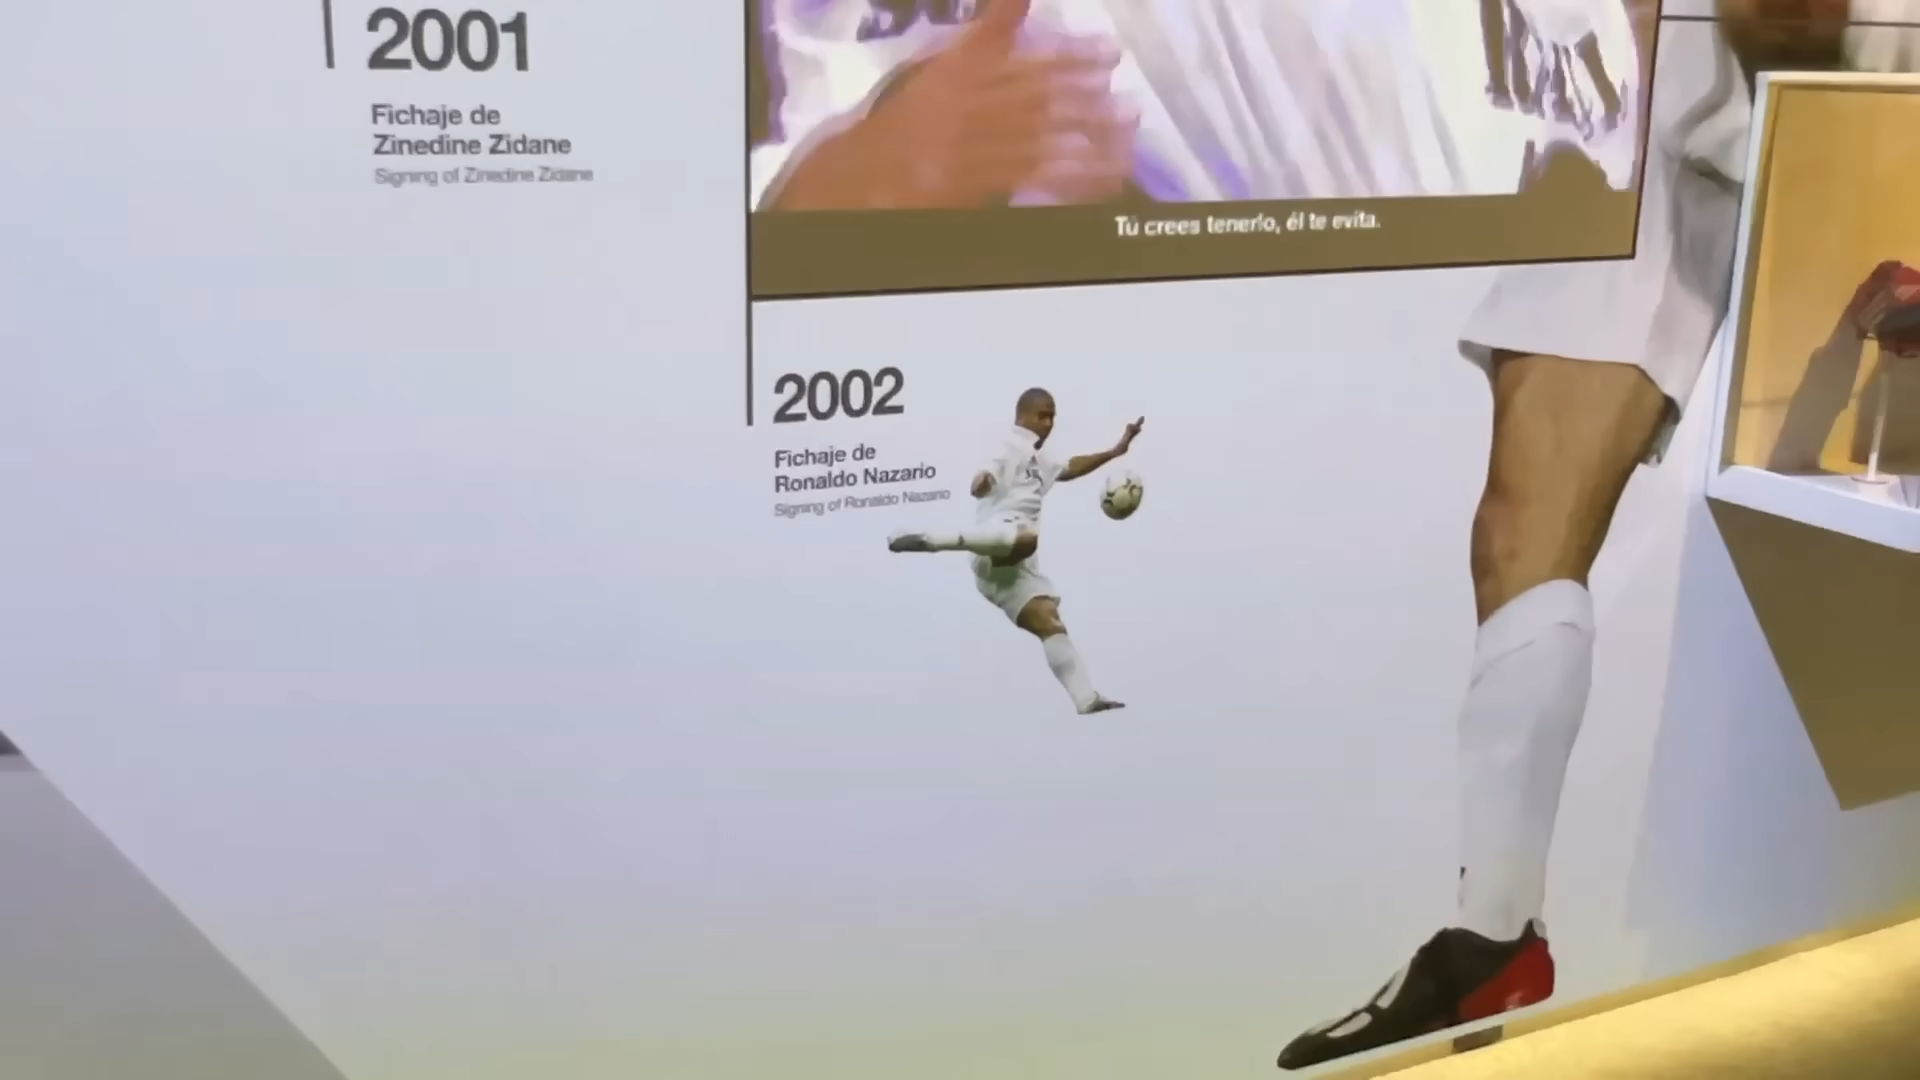 2001
Fichaje de
Zinedine Zidane
Signing of Zinedine Zidane
Tú crees tenerlo, él te evita.
2002
Fichaje de
Ronaldo Nazario
Signing of Ronaldo Nazario